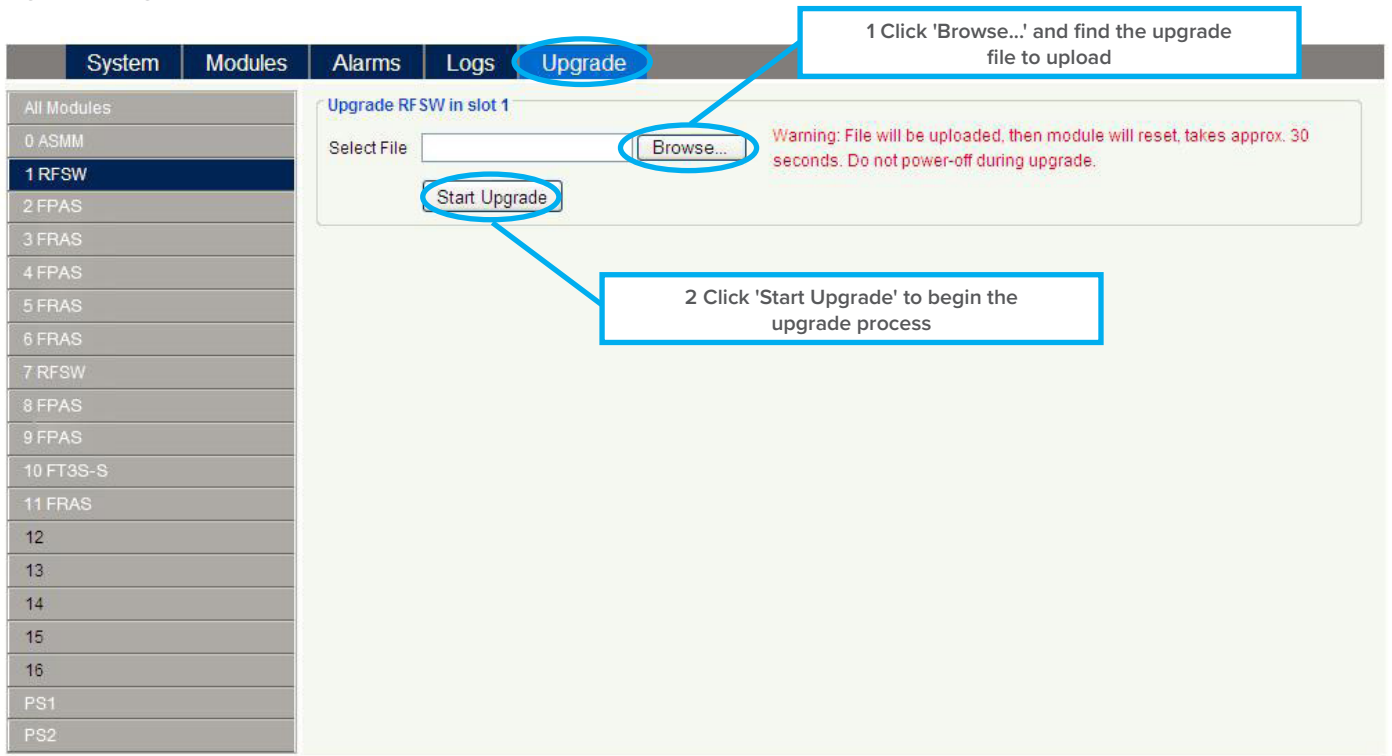 1 Click 'Browse...' and find the upgrade
file to upload
System Modules Alarms Logs Upgrade
All Modules
0 ASMM
1 RFSW
2 FPAS
3 FRAS
4 FPAS
5 FRAS
6 FRAS
7 RFSW
8 FPAS
9 FPAS
10 FT3S-S
11 FRAS
12
13
14
15
16
PS1
PS2
Upgrade RFSW in slot 1
Select File Browse...
Warning: File will be uploaded, then module will reset, takes approx. 30
seconds. Do not power-off during upgrade.
Start Upgrade
2 Click 'Start Upgrade' to begin the
upgrade process